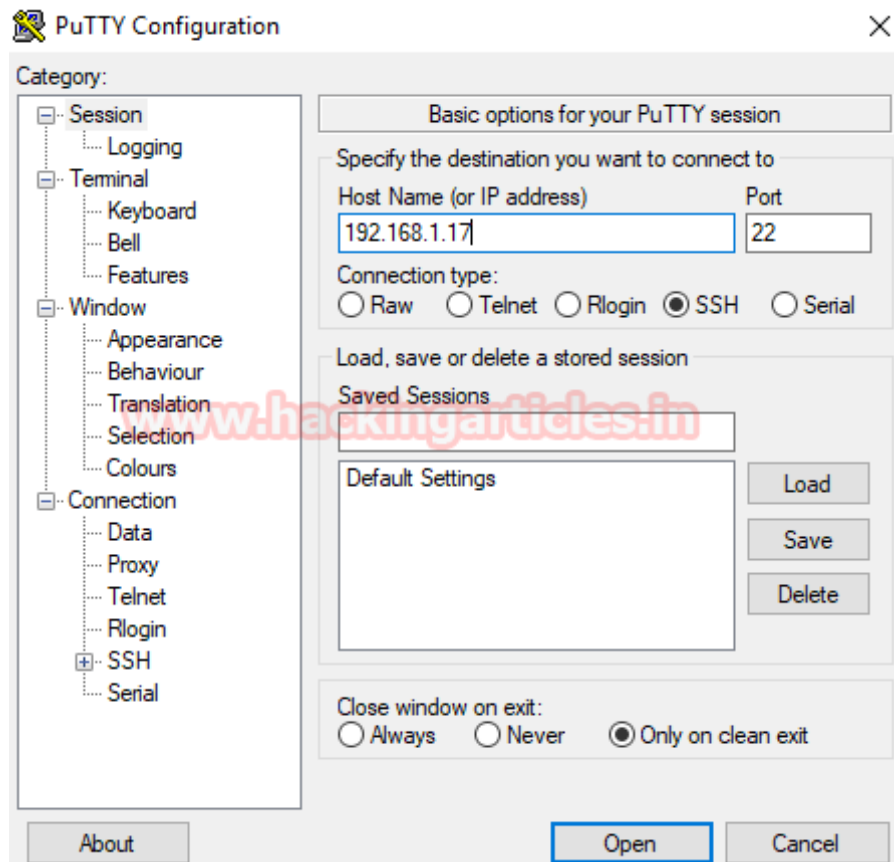 PuTTY Configuration
Category:
Session
Logging
Terminal
Keyboard
Bell
Features
Window
Appearance
Behaviour
Translation
Selection
Colours
Connection
Data
Proxy
Telnet
Rlogin
SSH
Serial
Basic options for your PuTTY session
Specify the destination you want to connect to
Host Name (or IP address) Port
192.168.1.17 22
Connection type:
Raw Telnet Rlogin SSH Serial
Load, save or delete a stored session
Saved Sessions
Default Settings
Load
Save
Delete
Close window on exit:
Always Never Only on clean exit
About Open Cancel
www.hackingarticles.in